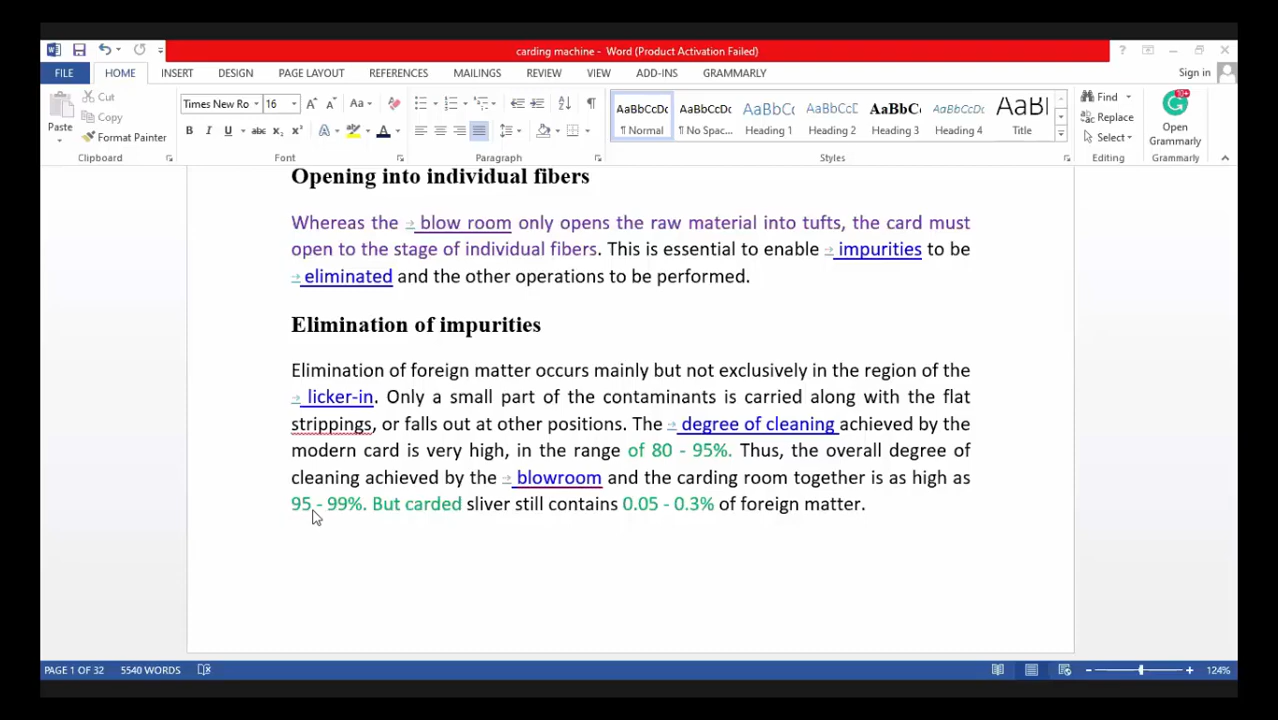 carding machine - Word (Product Activation Failed)
FILE HOME INSERT DESIGN PAGE LAYOUT REFERENCES MAILINGS REVIEW VIEW ADD-INS GRAMMARLY Sign in
Paste
Cut
Copy
Format Painter
Clipboard
Times New Ro 16
Font
Paragraph
AaBbCcDc AaBbCcDc AaBbCc AaBbCcD AaBbC AaBbCcD AaBl
¶ Normal ¶ No Spac... Heading 1 Heading 2 Heading 3 Heading 4 Title
Styles
Find
Replace
Select
Editing
Open
Grammarly
Grammarly
Opening into individual fibers
Whereas the → blow room only opens the raw material into tufts, the card must
open to the stage of individual fibers. This is essential to enable → impurities to be
→ eliminated and the other operations to be performed.
Elimination of impurities
Elimination of foreign matter occurs mainly but not exclusively in the region of the
→ licker-in. Only a small part of the contaminants is carried along with the flat
strippings, or falls out at other positions. The → degree of cleaning achieved by the
modern card is very high, in the range of 80 - 95%. Thus, the overall degree of
cleaning achieved by the → blowroom and the carding room together is as high as
95 - 99%. But carded sliver still contains 0.05 - 0.3% of foreign matter.
PAGE 1 OF 32 5540 WORDS 124%